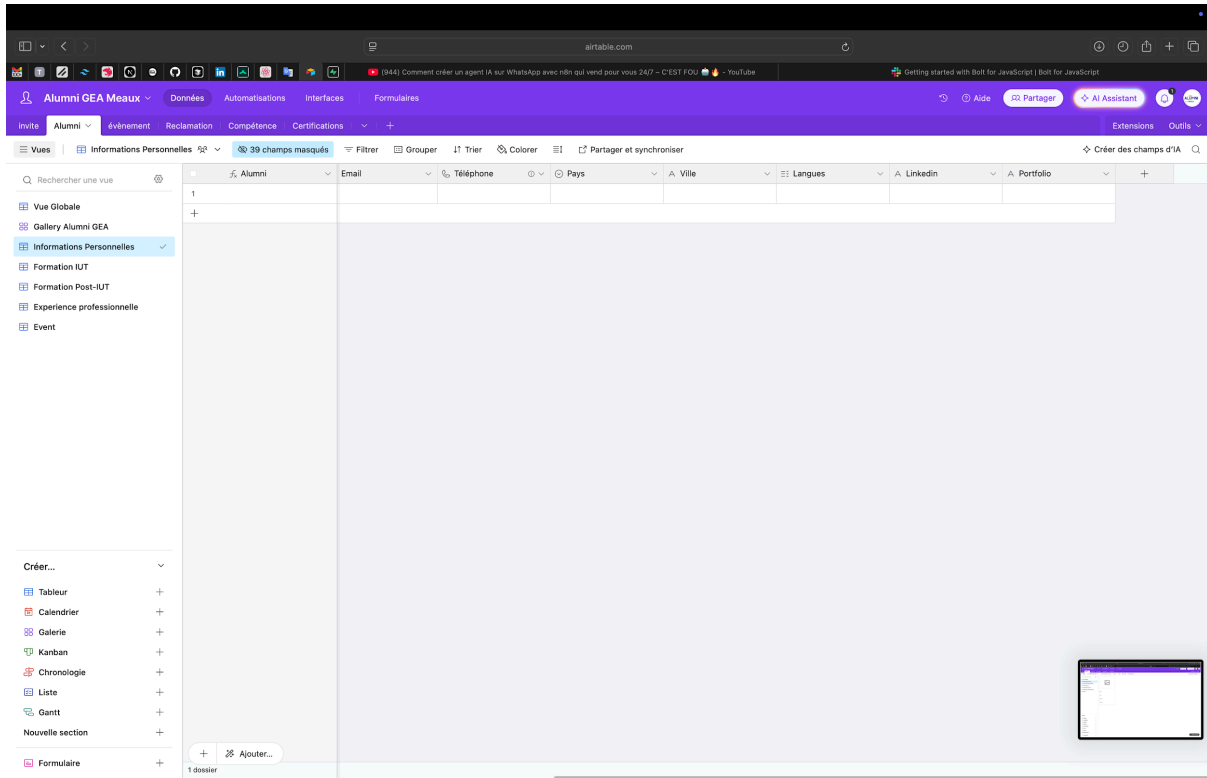 airtable.com
(944) Comment créer un agent IA sur WhatsApp avec n8n qui vend pour vous 24/7 – C'EST FOU 🤖🔥 - YouTube
Getting started with Bolt for JavaScript | Bolt for JavaScript
Alumni GEA Meaux
Données
Automatisations
Interfaces
Formulaires
Aide
Partager
AI Assistant
1
invite
Alumni
évènement
Reclamation
Compétence
Certifications
Extensions
Outils
Vues
Informations Personnelles
39 champs masqués
Filtrer
Grouper
Trier
Colorer
Partager et synchroniser
Créer des champs d'IA
Rechercher une vue
Alumni
Email
Téléphone
Pays
Ville
Langues
Linkedin
Portfolio
1
Vue Globale
Gallery Alumni GEA
Informations Personnelles
Formation IUT
Formation Post-IUT
Experience professionnelle
Event
Créer...
Tableur
Calendrier
Galerie
Kanban
Chronologie
Liste
Gantt
Nouvelle section
Formulaire
Ajouter...
1 dossier